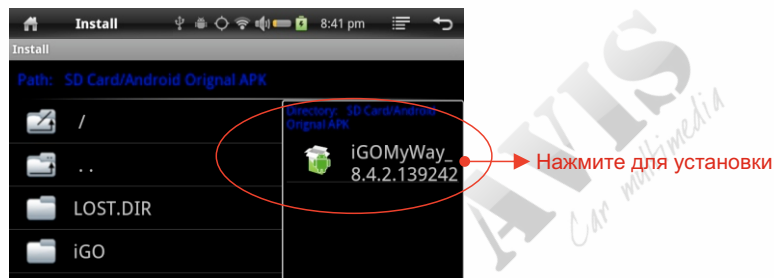 Install 8:41 pm
Install
Path: SD Card/Android Orignal APK
/
Directory: SD Card/Android
Orignal APK
iGOMyWay_
8.4.2.139242
Нажмите для установки
. .
LOST.DIR
iGO
AVIS
Car multimedia